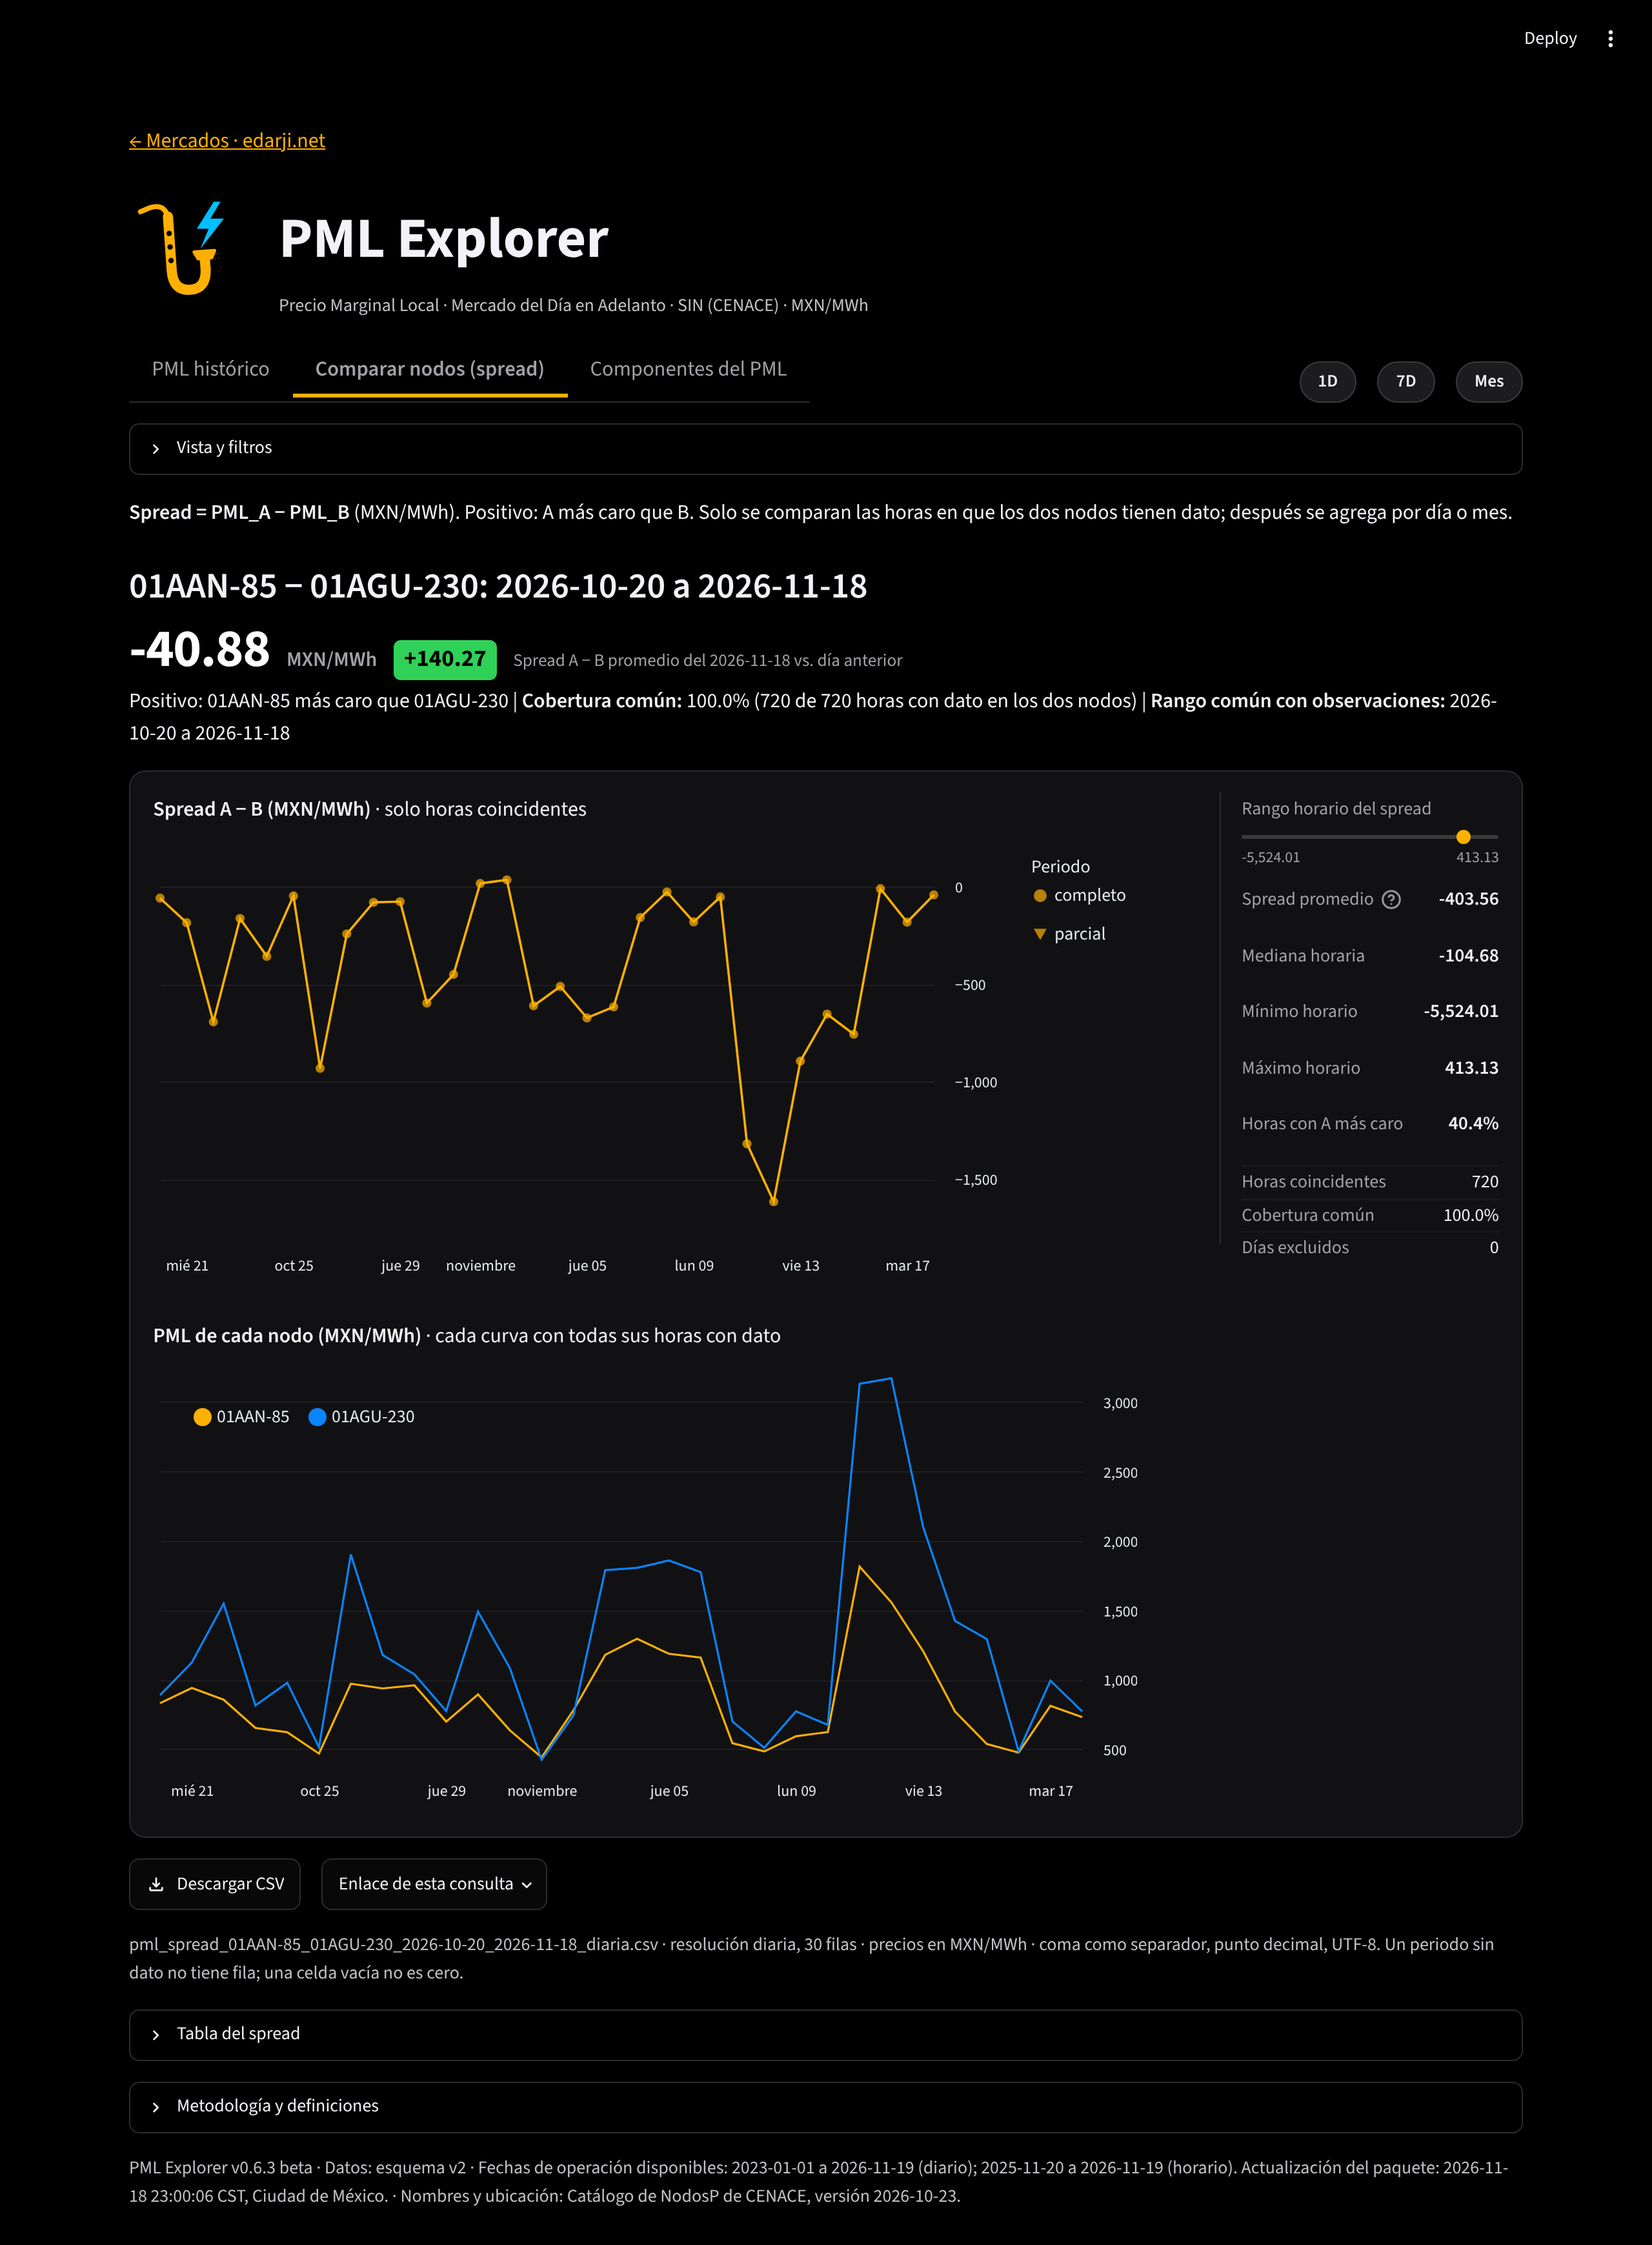 Deploy
← Mercados · edarji.net
PML Explorer
Precio Marginal Local · Mercado del Día en Adelanto · SIN (CENACE) · MXN/MWh
PML histórico
Comparar nodos (spread)
Componentes del PML
1D
7D
Mes
Vista y filtros
Spread = PML_A − PML_B (MXN/MWh). Positivo: A más caro que B. Solo se comparan las horas en que los dos nodos tienen dato; después se agrega por día o mes.
01AAN-85 − 01AGU-230: 2026-10-20 a 2026-11-18
-40.88 MXN/MWh +140.27 Spread A − B promedio del 2026-11-18 vs. día anterior
Positivo: 01AAN-85 más caro que 01AGU-230 | Cobertura común: 100.0% (720 de 720 horas con dato en los dos nodos) | Rango común con observaciones: 2026-
10-20 a 2026-11-18
Spread A − B (MXN/MWh) · solo horas coincidentes
Periodo
completo
parcial
0
−500
−1,000
−1,500
mié 21
oct 25
jue 29
noviembre
jue 05
lun 09
vie 13
mar 17
Rango horario del spread
-5,524.01
413.13
Spread promedio ? -403.56
Mediana horaria -104.68
Mínimo horario -5,524.01
Máximo horario 413.13
Horas con A más caro 40.4%
Horas coincidentes 720
Cobertura común 100.0%
Días excluidos 0
PML de cada nodo (MXN/MWh) · cada curva con todas sus horas con dato
01AAN-85
01AGU-230
3,000
2,500
2,000
1,500
1,000
500
mié 21
oct 25
jue 29
noviembre
jue 05
lun 09
vie 13
mar 17
Descargar CSV
Enlace de esta consulta
pml_spread_01AAN-85_01AGU-230_2026-10-20_2026-11-18_diaria.csv · resolución diaria, 30 filas · precios en MXN/MWh · coma como separador, punto decimal, UTF-8. Un periodo sin
dato no tiene fila; una celda vacía no es cero.
Tabla del spread
Metodología y definiciones
PML Explorer v0.6.3 beta · Datos: esquema v2 · Fechas de operación disponibles: 2023-01-01 a 2026-11-19 (diario); 2025-11-20 a 2026-11-19 (horario). Actualización del paquete: 2026-11-
18 23:00:06 CST, Ciudad de México. · Nombres y ubicación: Catálogo de NodosP de CENACE, versión 2026-10-23.